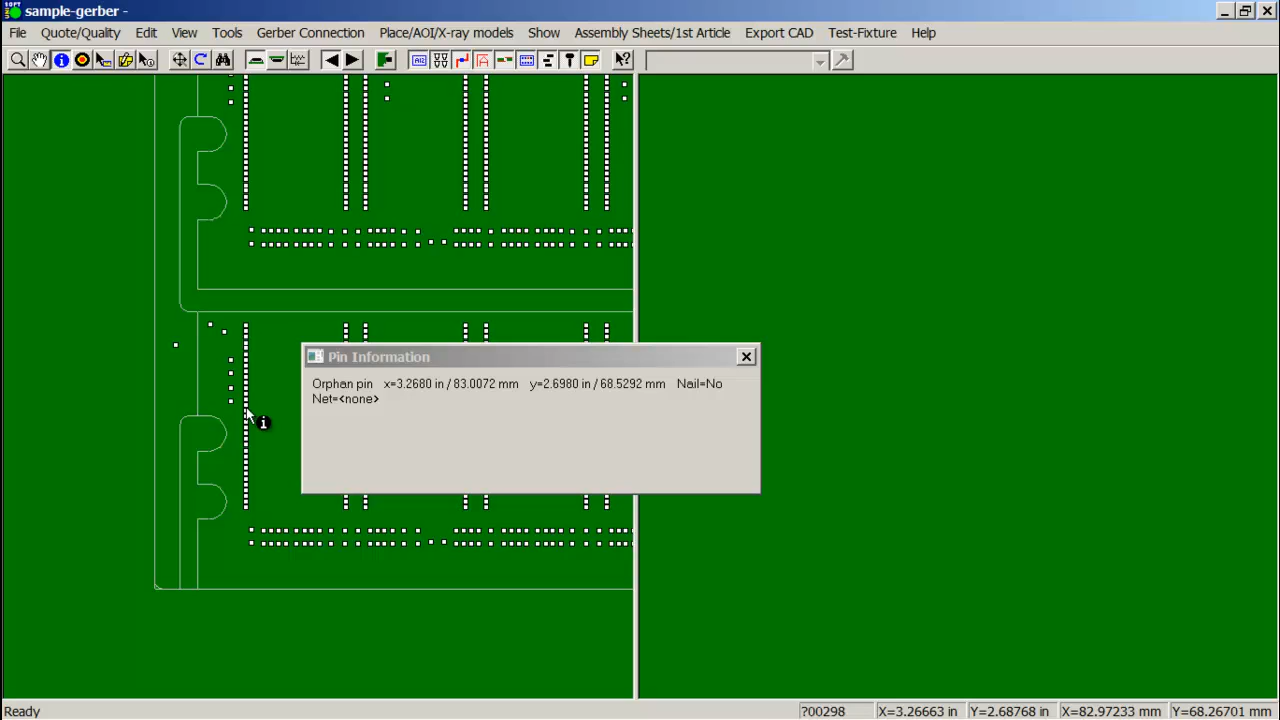 sample-gerber -
File Quote/Quality Edit View Tools Gerber Connection Place/AOI/X-ray models Show Assembly Sheets/1st Article Export CAD Test-Fixture Help
Pin Information
Orphan pin x=3.2680 in / 83.0072 mm y=2.6980 in / 68.5292 mm Nail=No
Net=<none>
Ready ?00298 X=3.26663 in Y=2.68768 in X=82.97233 mm Y=68.26701 mm